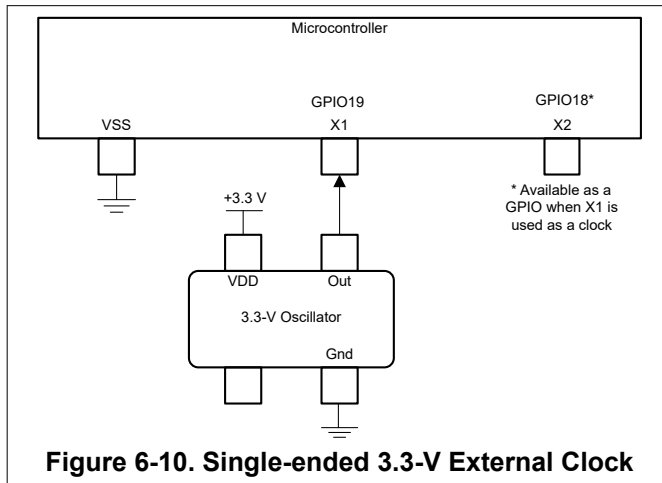 Microcontroller
GPIO19
GPIO18*
VSS
X1
X2
* Available as a
GPIO when X1 is
used as a clock
+3.3 V
VDD
Out
3.3-V Oscillator
Gnd
Figure 6-10. Single-ended 3.3-V External Clock